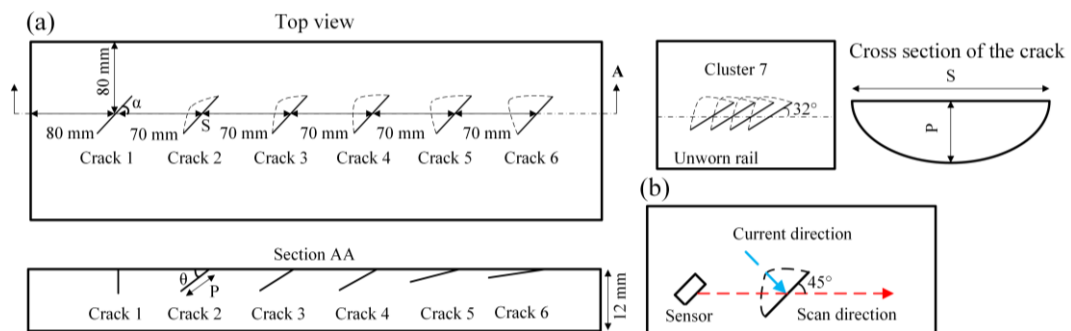 (a)
Top view
80 mm
α
A
S
80 mm
70 mm
70 mm
70 mm
70 mm
70 mm
Crack 1
Crack 2
Crack 3
Crack 4
Crack 5
Crack 6
Section AA
θ
P
Crack 1
Crack 2
Crack 3
Crack 4
Crack 5
Crack 6
12 mm
Cluster 7
32°
Unworn rail
Cross section of the crack
S
P
(b)
Current direction
45°
Sensor
Scan direction